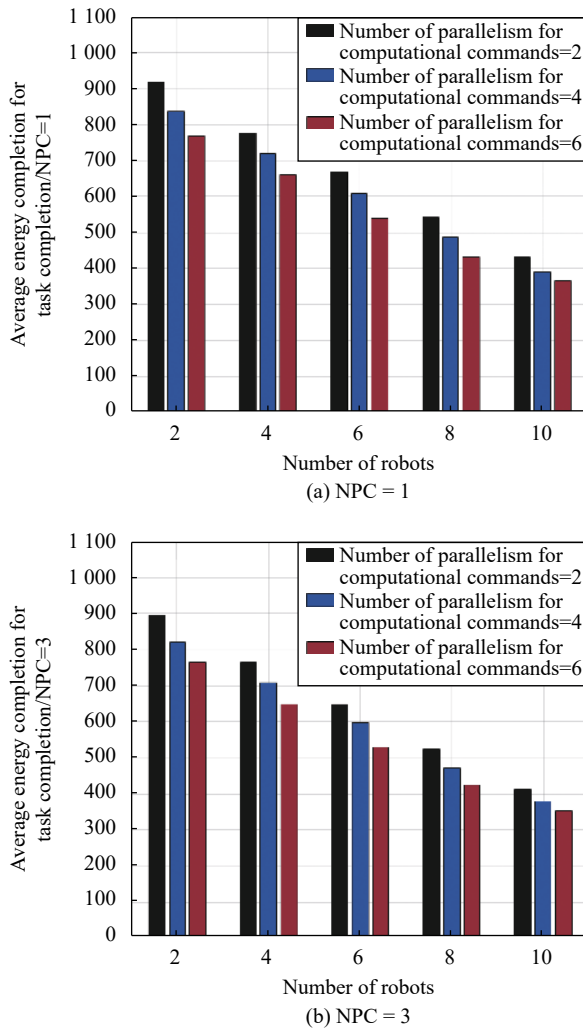 1 100
1 000
900
800
700
600
500
400
300
200
100
0
Average energy completion for
task completion/NPC=1
Number of parallelism for
computational commands=2
Number of parallelism for
computational commands=4
Number of parallelism for
computational commands=6
2 4 6 8 10
Number of robots
(a) NPC = 1
1 100
1 000
900
800
700
600
500
400
300
200
100
0
Average energy completion for
task completion/NPC=3
Number of parallelism for
computational commands=2
Number of parallelism for
computational commands=4
Number of parallelism for
computational commands=6
2 4 6 8 10
Number of robots
(b) NPC = 3